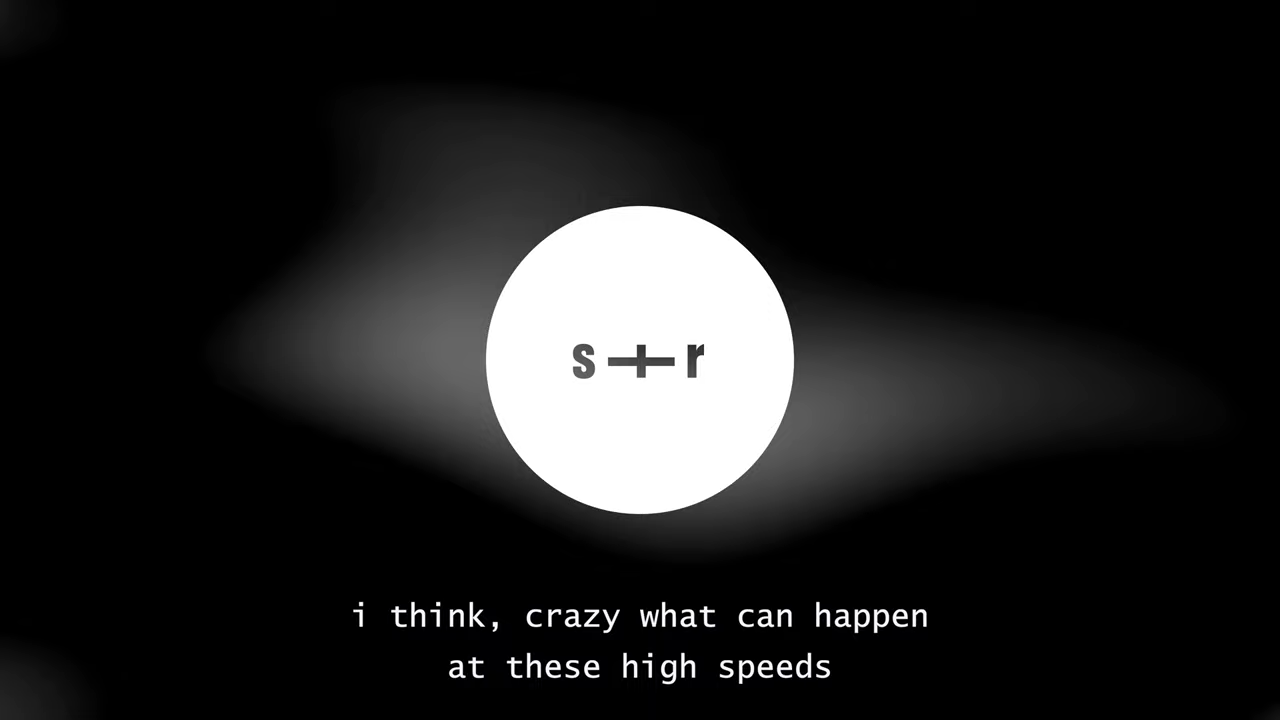 s+r
i think, crazy what can happen
at these high speeds